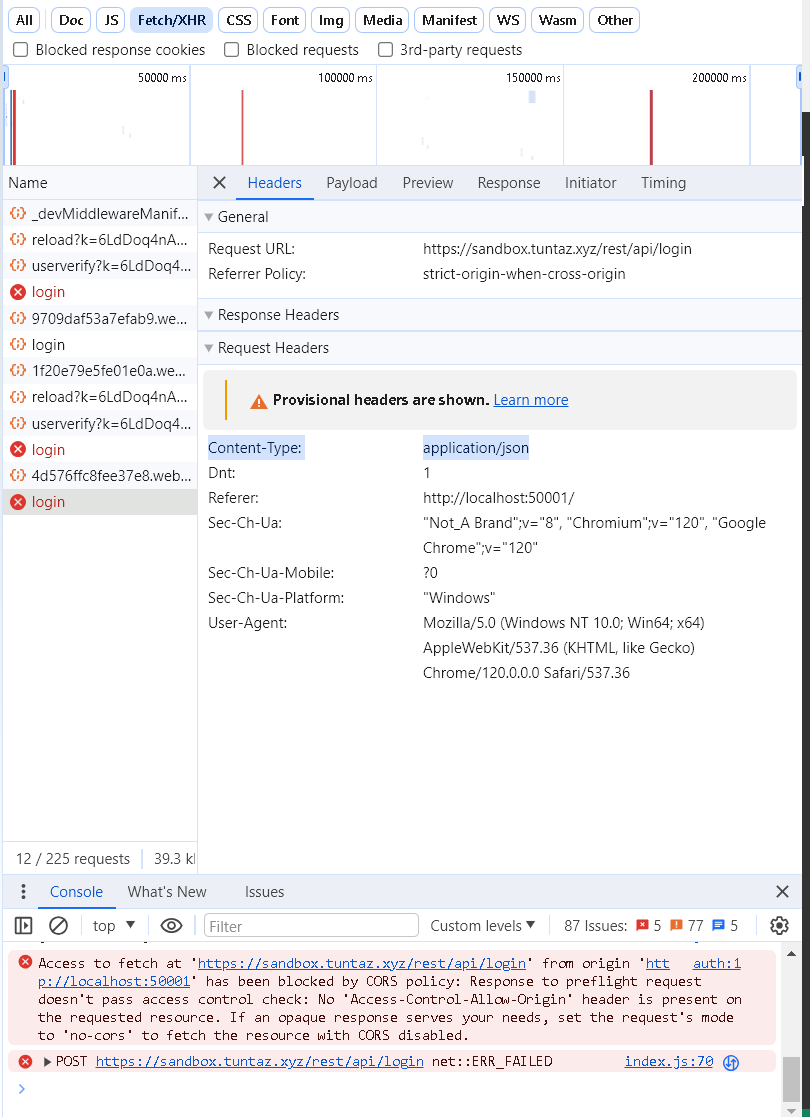 All Doc JS Fetch/XHR CSS Font Img Media Manifest WS Wasm Other
Blocked response cookies Blocked requests 3rd-party requests
50000 ms 100000 ms 150000 ms 200000 ms
Name Headers Payload Preview Response Initiator Timing
_devMiddlewareManif...
reload?k=6LdDoq4nA...
userverify?k=6LdDoq4...
login
9709daf53a7efab9.we...
login
1f20e79e5fe01e0a.we...
reload?k=6LdDoq4nA...
userverify?k=6LdDoq4...
login
4d576ffc8fee37e8.web...
login
General
Request URL: https://sandbox.tuntaz.xyz/rest/api/login
Referrer Policy: strict-origin-when-cross-origin
Response Headers
Request Headers
Provisional headers are shown. Learn more
Content-Type: application/json
Dnt: 1
Referer: http://localhost:50001/
Sec-Ch-Ua: "Not_A Brand";v="8", "Chromium";v="120", "Google
Chrome";v="120"
Sec-Ch-Ua-Mobile: ?0
Sec-Ch-Ua-Platform: "Windows"
User-Agent: Mozilla/5.0 (Windows NT 10.0; Win64; x64)
AppleWebKit/537.36 (KHTML, like Gecko)
Chrome/120.0.0.0 Safari/537.36
12 / 225 requests 39.3 k
Console What's New Issues
top Filter Custom levels 87 Issues: 5 77 5
Access to fetch at 'https://sandbox.tuntaz.xyz/rest/api/login' from origin 'htt auth:1
p://localhost:50001' has been blocked by CORS policy: Response to preflight request
doesn't pass access control check: No 'Access-Control-Allow-Origin' header is present on
the requested resource. If an opaque response serves your needs, set the request's mode
to 'no-cors' to fetch the resource with CORS disabled.
POST https://sandbox.tuntaz.xyz/rest/api/login net::ERR_FAILED index.js:70